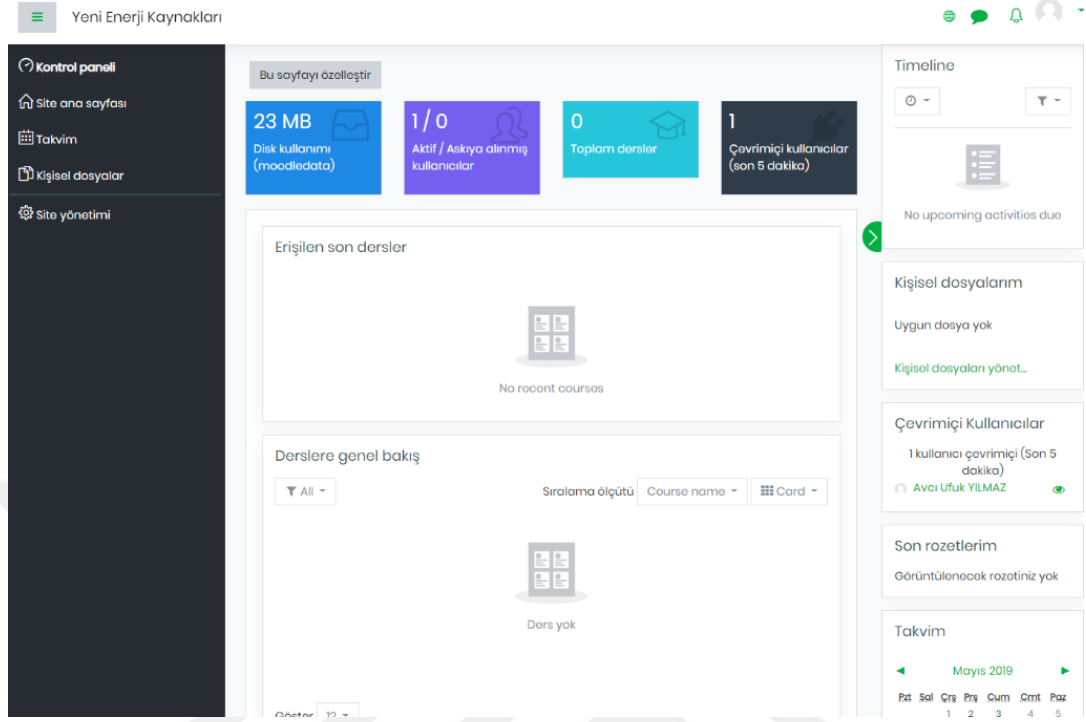 Yeni Enerji Kaynakları
Kontrol paneli
Site ana sayfası
Takvim
Kişisel dosyalar
Site yönetimi
Bu sayfayı özelleştir
23 MB
Disk kullanımı
(moodledata)
1 / 0
Aktif / Askıya alınmış
kullanıcılar
0
Toplam dersler
1
Çevrimiçi kullanıcılar
(son 5 dakika)
Erişilen son dersler
No recent courses
Derslere genel bakış
All
Sıralama ölçütü
Course name
Card
Ders yok
Göster 12
Timeline
No upcoming activities due
Kişisel dosyalarım
Uygun dosya yok
Kişisel dosyaları yönet...
Çevrimiçi Kullanıcılar
1 kullanıcı çevrimiçi (Son 5
dakika)
Avcı Ufuk YILMAZ
Son rozetlerim
Görüntülenecek rozetiniz yok
Takvim
◄ Mayıs 2019 ►
Pzt Sal Çrş Prş Cum Cmt Paz
1 2 3 4 5